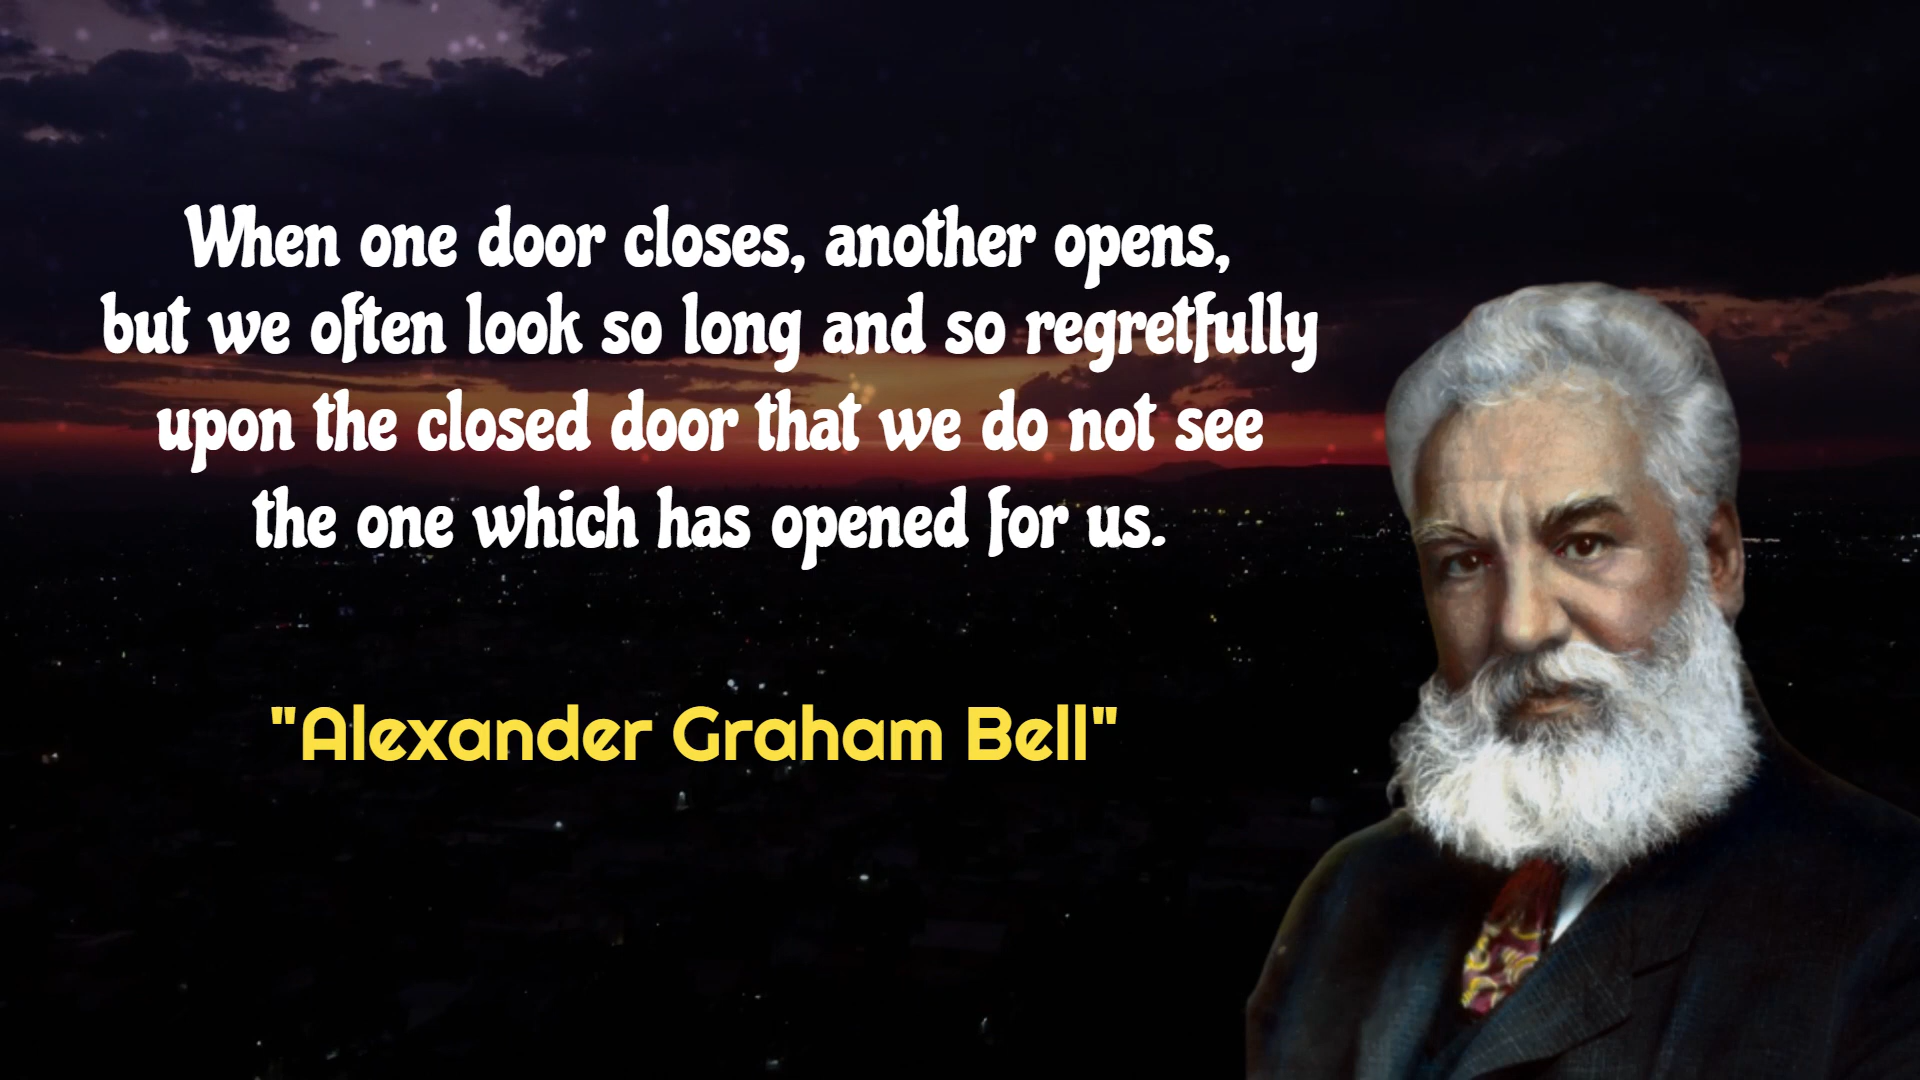 When one door closes, another opens,
but we often look so long and so regretfully
upon the closed door that we do not see
the one which has opened for us.
"Alexander Graham Bell"